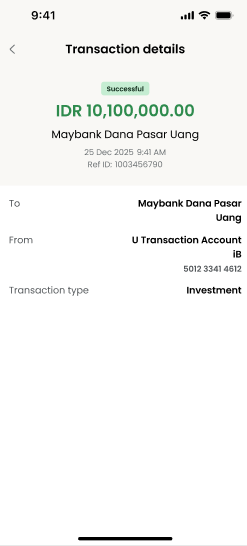 9:41
Transaction details
Successful
IDR 10,100,000.00
Maybank Dana Pasar Uang
25 Dec 2025 9:41 AM
Ref ID: 1003456790
To
Maybank Dana Pasar
Uang
From
U Transaction Account
iB
5012 3341 4612
Transaction type
Investment